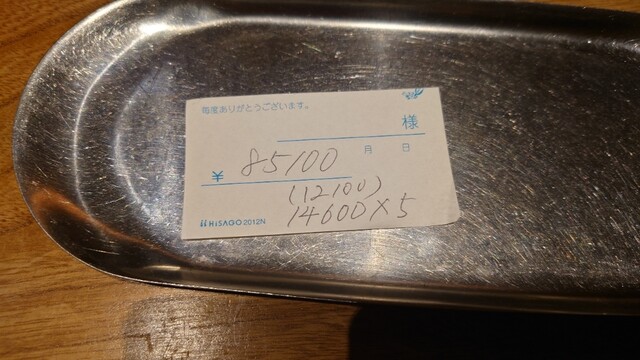 毎度ありがとうございます。
様
月 日
¥ 85100
(12100)
14600×5
HiSAGO 2012N